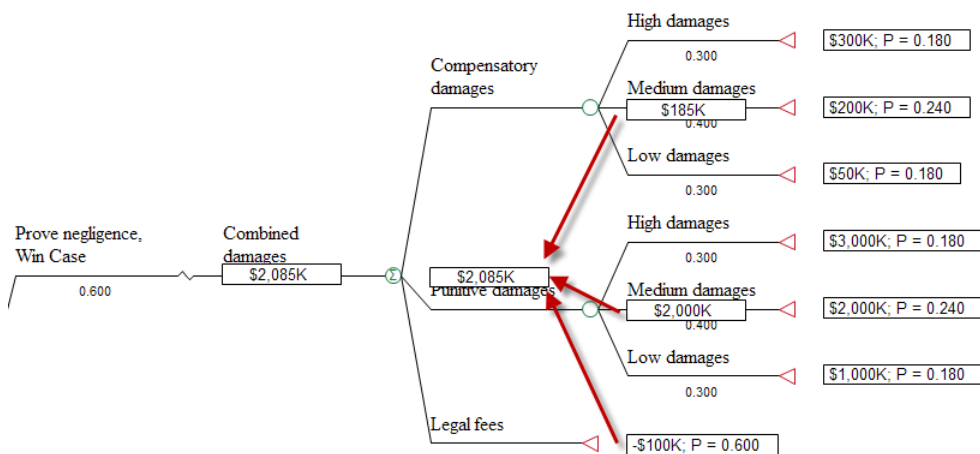 High damages
0.300
$300K; P = 0.180
Compensatory
damages
Medium damages
$185K
0.400
$200K; P = 0.240
Low damages
0.300
$50K; P = 0.180
Prove negligence,
Win Case
0.600
Combined
damages
$2,085K
Σ
$2,085K
Punitive damages
High damages
0.300
$3,000K; P = 0.180
Medium damages
$2,000K
0.400
$2,000K; P = 0.240
Low damages
0.300
$1,000K; P = 0.180
Legal fees
-$100K; P = 0.600